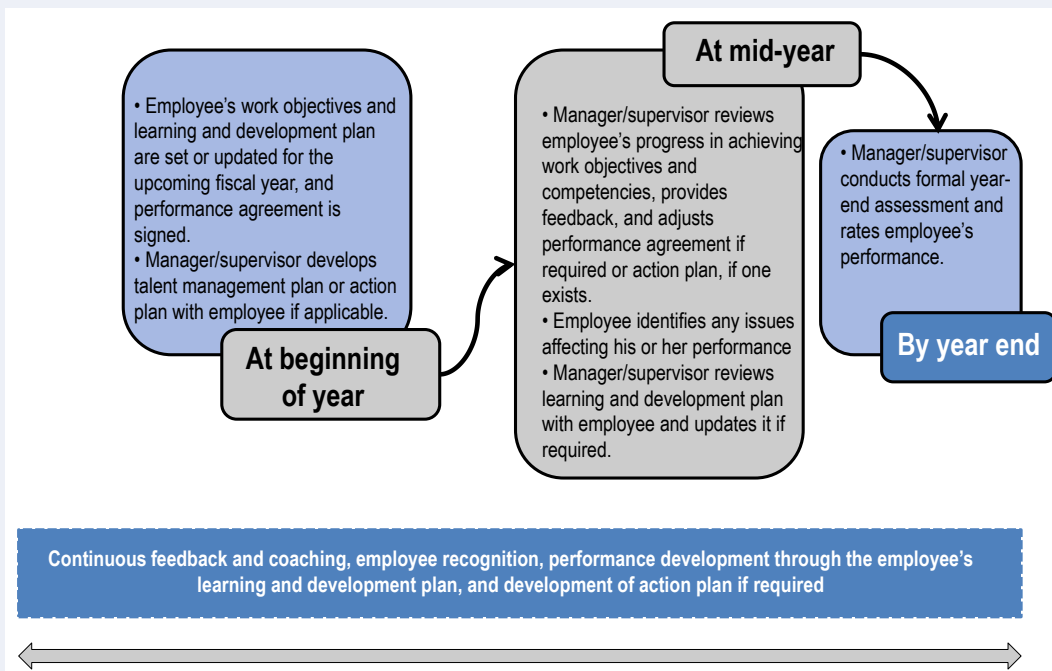 • Employee’s work objectives and
learning and development plan
are set or updated for the
upcoming fiscal year, and
performance agreement is
signed.
• Manager/supervisor develops
talent management plan or action
plan with employee if applicable.
At beginning
of year
At mid-year
• Manager/supervisor reviews
employee’s progress in achieving
work objectives and
competencies, provides
feedback, and adjusts
performance agreement if
required or action plan, if one
exists.
• Employee identifies any issues
affecting his or her performance
• Manager/supervisor reviews
learning and development plan
with employee and updates it if
required.
• Manager/supervisor
conducts formal year-
end assessment and
rates employee’s
performance.
By year end
Continuous feedback and coaching, employee recognition, performance development through the employee’s
learning and development plan, and development of action plan if required